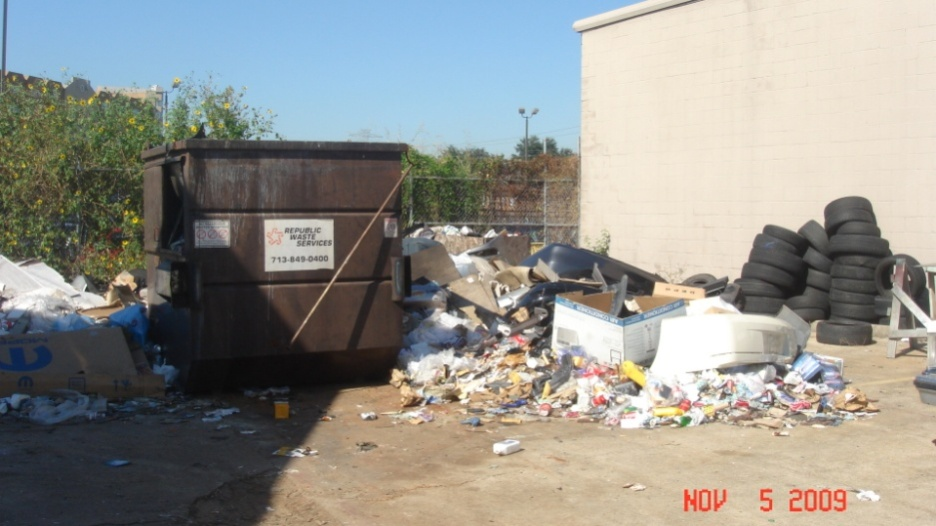 REPUBLIC
WASTE
SERVICES
713-849-0400
NOV 5 2009